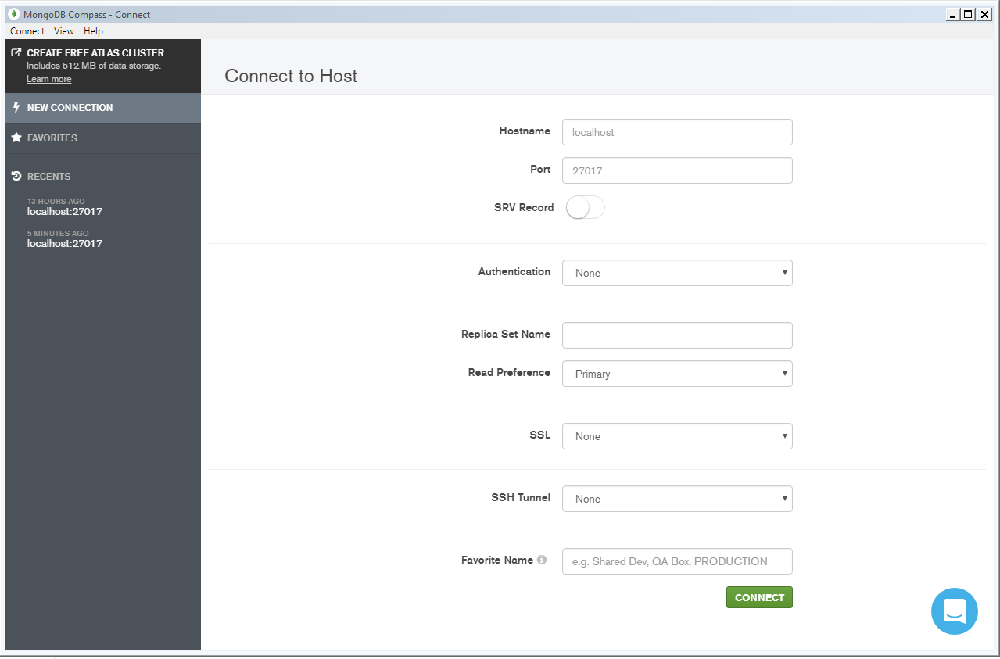 MongoDB Compass - Connect
Connect View Help
CREATE FREE ATLAS CLUSTER
Includes 512 MB of data storage.
Learn more
NEW CONNECTION
FAVORITES
RECENTS
13 HOURS AGO
localhost:27017
5 MINUTES AGO
localhost:27017
Connect to Host
Hostname localhost
Port 27017
SRV Record
Authentication None
Replica Set Name
Read Preference Primary
SSL None
SSH Tunnel None
Favorite Name e.g. Shared Dev, QA Box, PRODUCTION
CONNECT